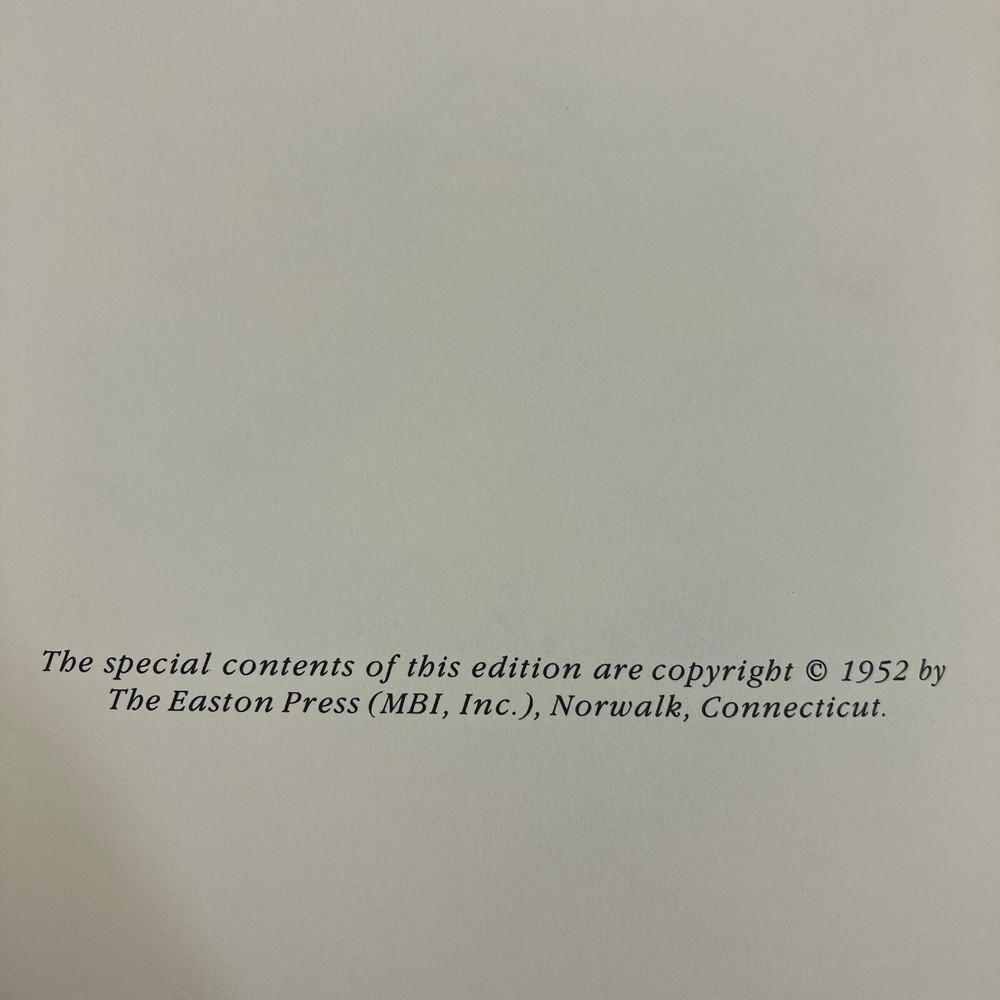 The special contents of this edition are copyright © 1952 by
The Easton Press (MBI, Inc.), Norwalk, Connecticut.